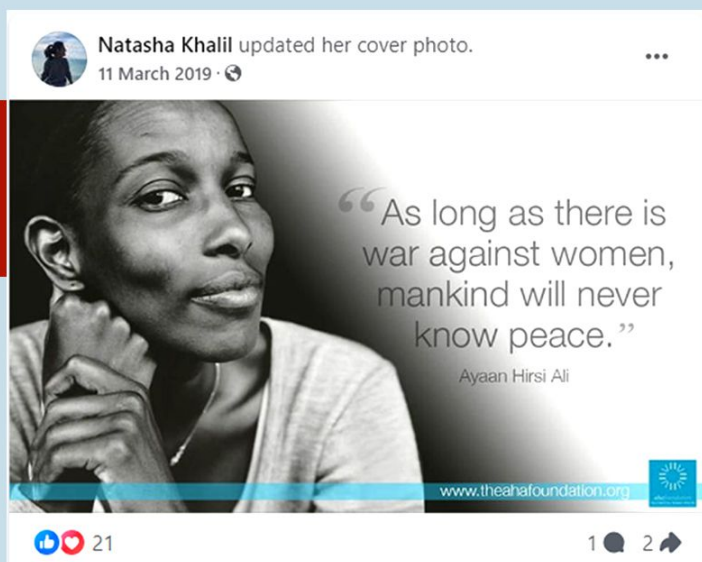 Natasha Khalil updated her cover photo.
11 March 2019 ·
“As long as there is
war against women,
mankind will never
know peace.”
Ayaan Hirsi Ali
www.theahafoundation.org
21
1 2